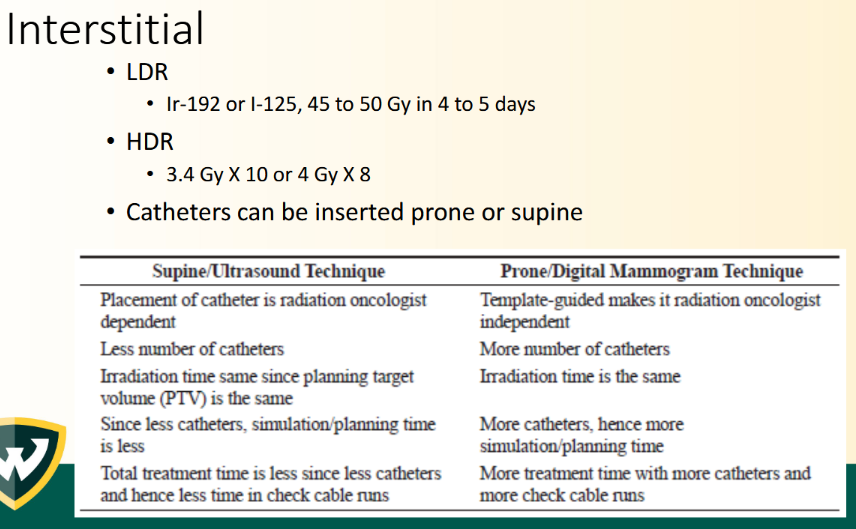 Interstitial
• LDR
• Ir-192 or I-125, 45 to 50 Gy in 4 to 5 days
• HDR
• 3.4 Gy X 10 or 4 Gy X 8
• Catheters can be inserted prone or supine
Supine/Ultrasound Technique Prone/Digital Mammogram Technique
Placement of catheter is radiation oncologist Template-guided makes it radiation oncologist
dependent independent
Less number of catheters More number of catheters
Irradiation time same since planning target Irradiation time is the same
volume (PTV) is the same
Since less catheters, simulation/planning time More catheters, hence more
is less simulation/planning time
Total treatment time is less since less catheters More treatment time with more catheters and
and hence less time in check cable runs more check cable runs
W